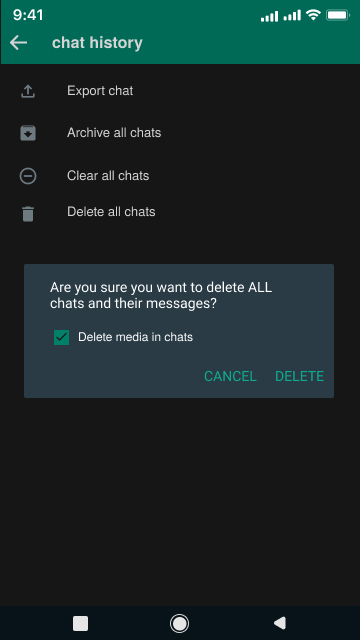 9:41
chat history
Export chat
Archive all chats
Clear all chats
Delete all chats
Are you sure you want to delete ALL
chats and their messages?
Delete media in chats
CANCEL DELETE